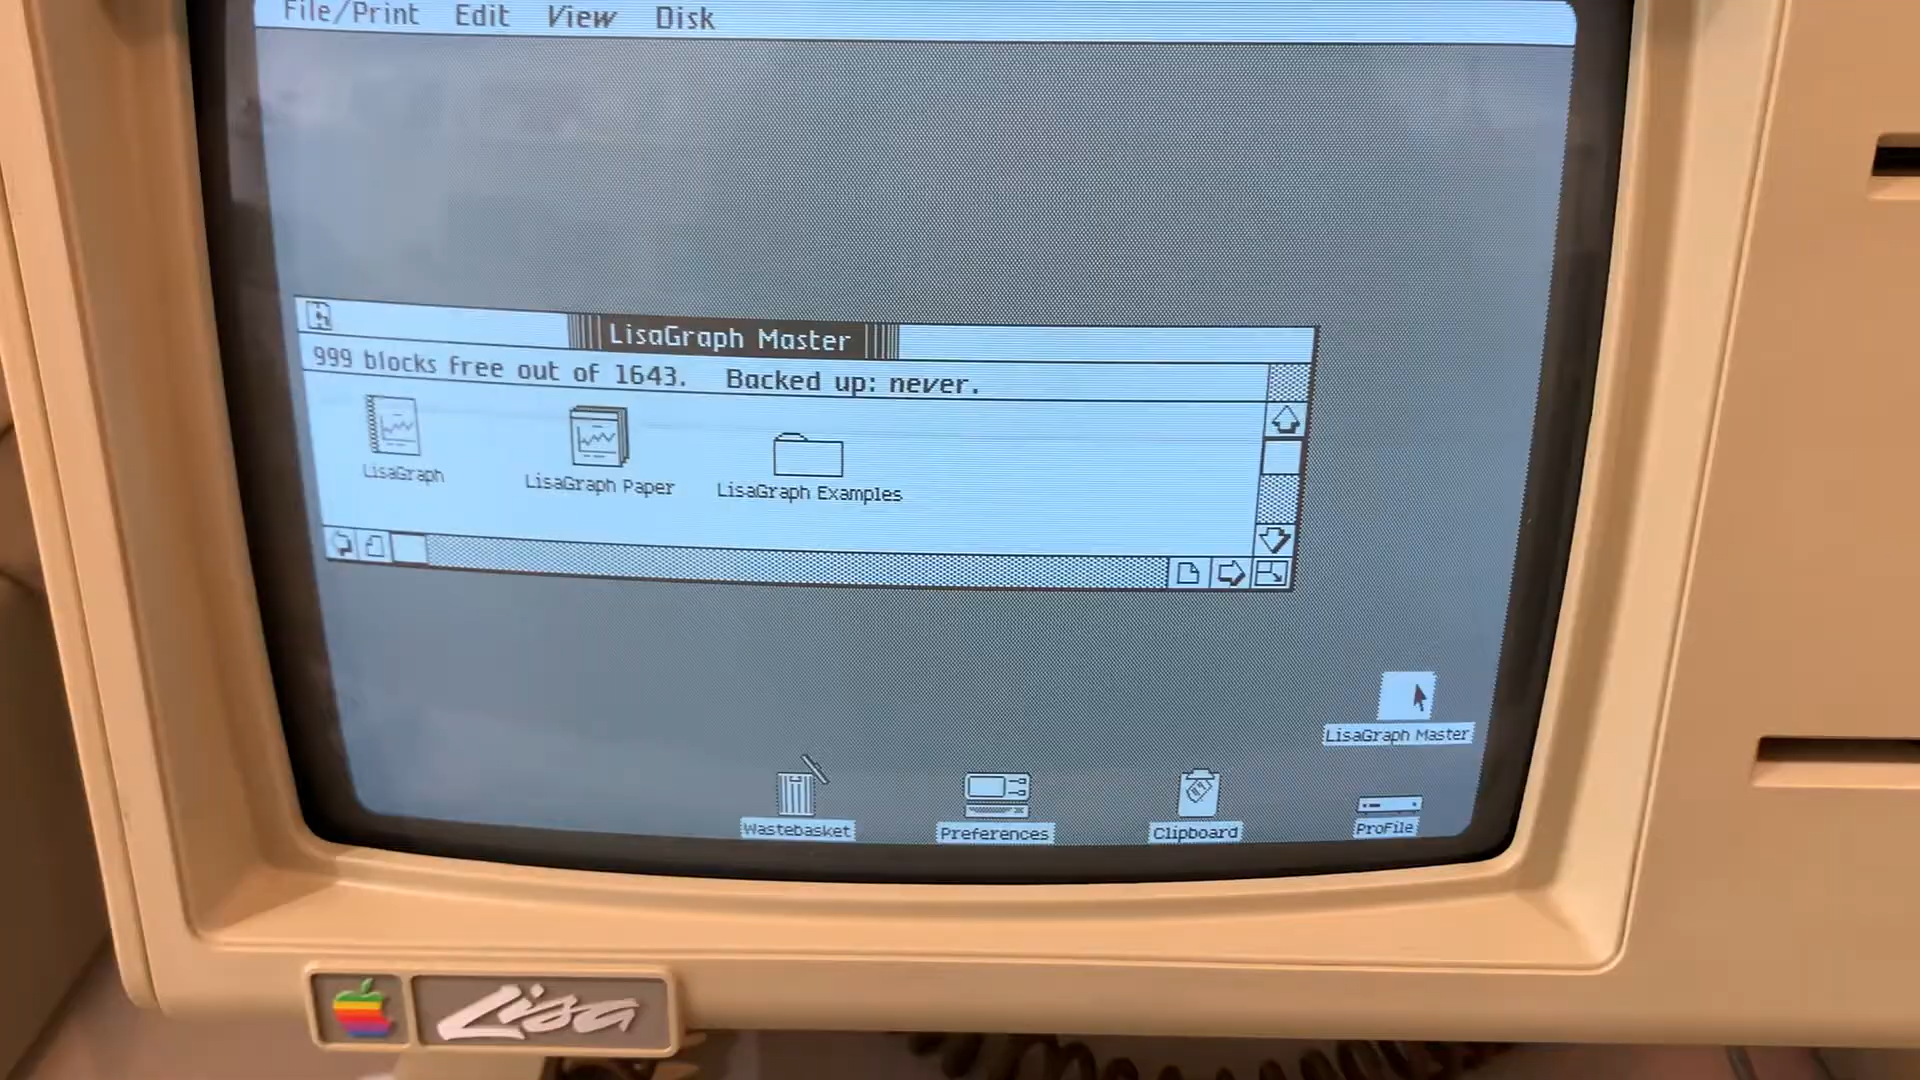 File/Print Edit View Disk
LisaGraph Master
999 blocks free out of 1643. Backed up: never.
LisaGraph
LisaGraph Paper
LisaGraph Examples
LisaGraph Master
Wastebasket
Preferences
Clipboard
ProFile
Lisa